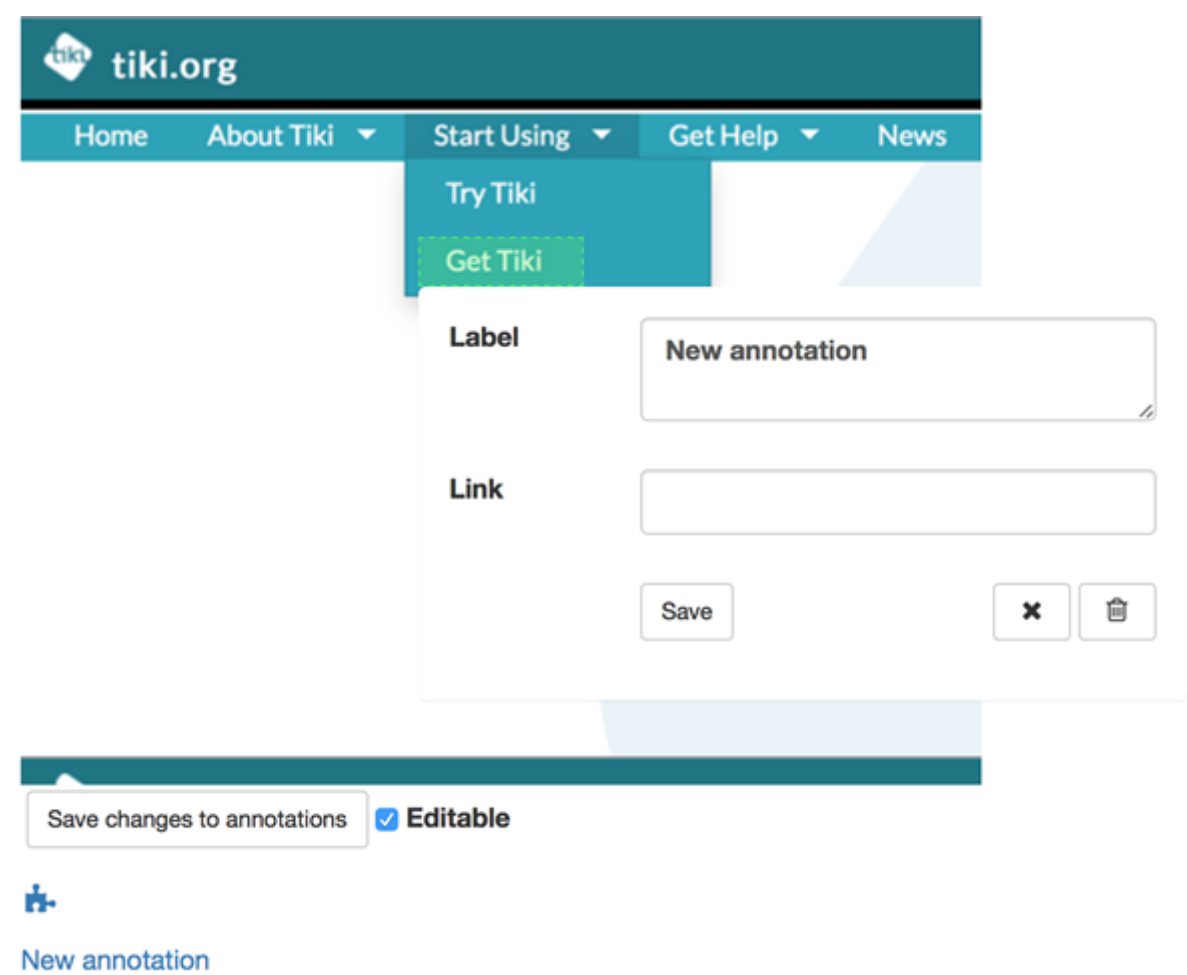 tiki tiki.org
Home About Tiki Start Using Get Help News
Try Tiki
Get Tiki
Label New annotation
Link
Save
Save changes to annotations Editable
New annotation